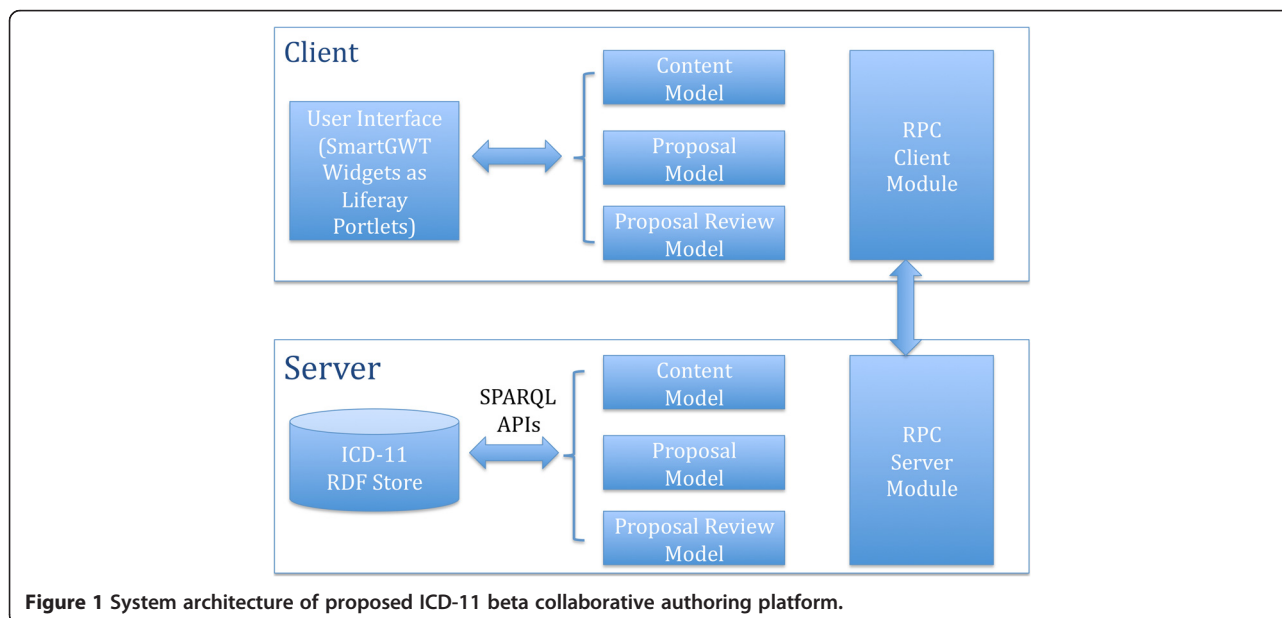 Client
User Interface
(SmartGWT
Widgets as
Liferay
Portlets)
Content
Model
Proposal
Model
Proposal Review
Model
RPC
Client
Module
Server
SPARQL
APIs
ICD-11
RDF Store
Content
Model
Proposal
Model
Proposal Review
Model
RPC
Server
Module
Figure 1 System architecture of proposed ICD-11 beta collaborative authoring platform.